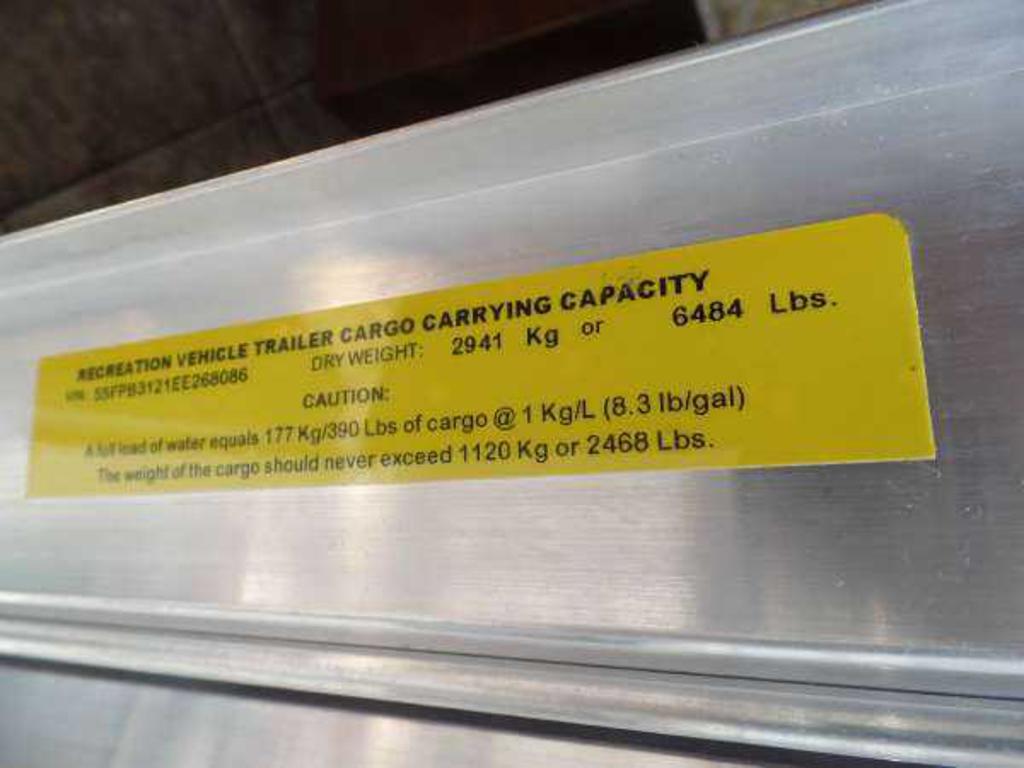 RECREATION VEHICLE TRAILER CARGO CARRYING CAPACITY
VIN: 5SFPB3121EE268086 DRY WEIGHT: 2941 Kg or 6484 Lbs.
CAUTION:
A full load of water equals 177 Kg/390 Lbs of cargo @ 1 Kg/L (8.3 lb/gal)
The weight of the cargo should never exceed 1120 Kg or 2468 Lbs.